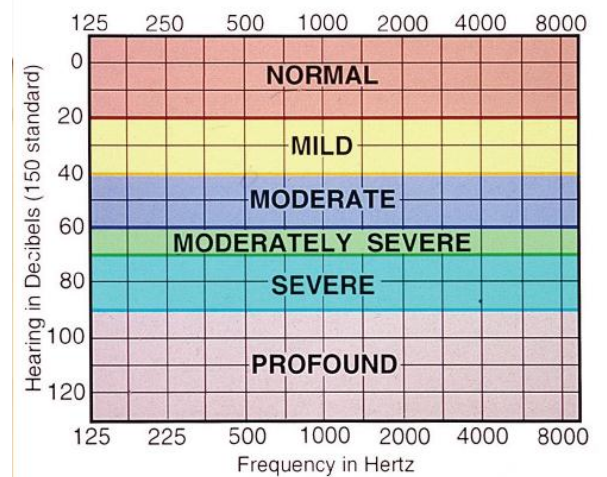 125 250 500 1000 2000 4000 8000
0
NORMAL
20
MILD
40
MODERATE
60
MODERATELY SEVERE
80
SEVERE
100
PROFOUND
120
125 225 500 1000 2000 4000 8000
Frequency in Hertz
Hearing in Decibels (150 standard)